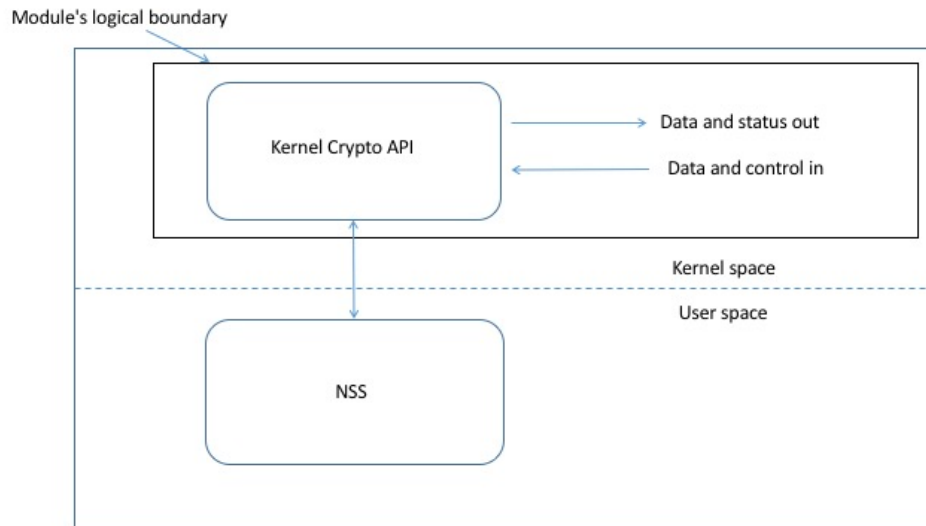 Module's logical boundary
Data and status out
Kernel Crypto API
Data and control in
Kernel space
User space
NSS